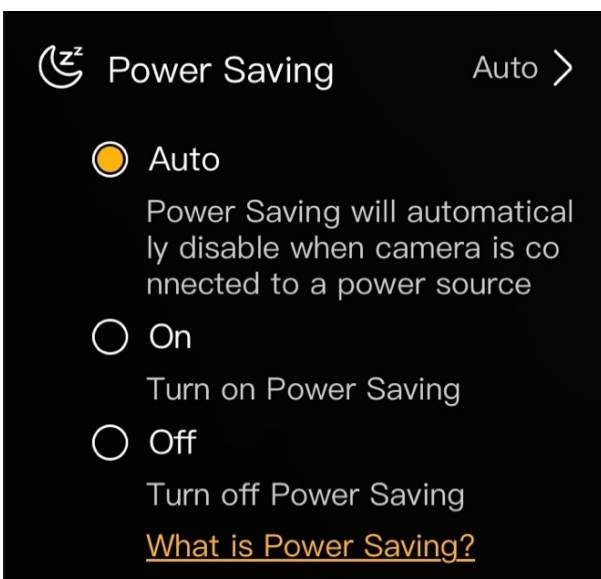 Power Saving Auto
Auto
Power Saving will automatical
ly disable when camera is co
nnected to a power source
On
Turn on Power Saving
Off
Turn off Power Saving
What is Power Saving?